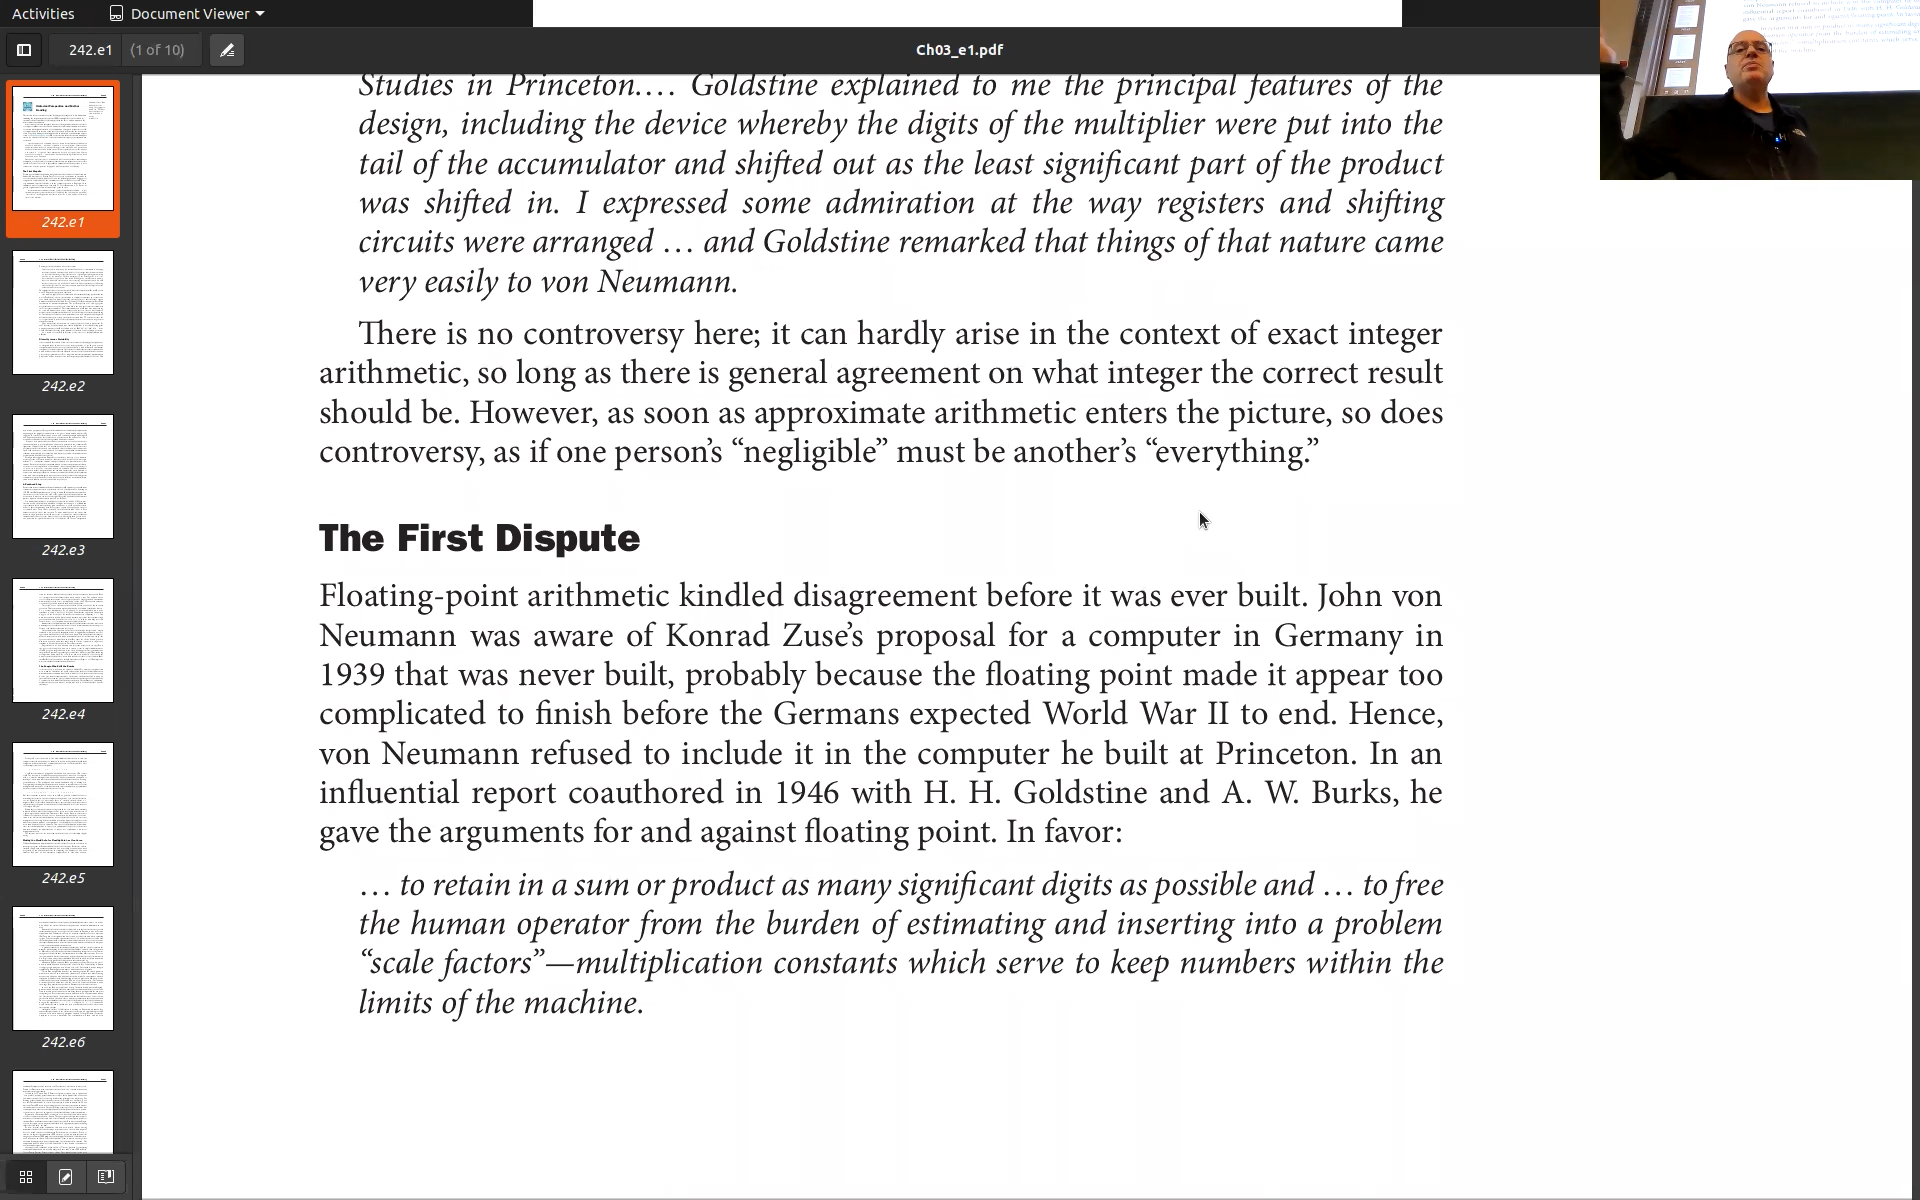 Activities Document Viewer
242.e1 (1 of 10) Ch03_e1.pdf
Studies in Princeton.… Goldstine explained to me the principal features of the
design, including the device whereby the digits of the multiplier were put into the
tail of the accumulator and shifted out as the least significant part of the product
was shifted in. I expressed some admiration at the way registers and shifting
circuits were arranged … and Goldstine remarked that things of that nature came
very easily to von Neumann.
There is no controversy here; it can hardly arise in the context of exact integer
arithmetic, so long as there is general agreement on what integer the correct result
should be. However, as soon as approximate arithmetic enters the picture, so does
controversy, as if one person’s “negligible” must be another’s “everything.”
The First Dispute
Floating-point arithmetic kindled disagreement before it was ever built. John von
Neumann was aware of Konrad Zuse’s proposal for a computer in Germany in
1939 that was never built, probably because the floating point made it appear too
complicated to finish before the Germans expected World War II to end. Hence,
von Neumann refused to include it in the computer he built at Princeton. In an
influential report coauthored in 1946 with H. H. Goldstine and A. W. Burks, he
gave the arguments for and against floating point. In favor:
… to retain in a sum or product as many significant digits as possible and … to free
the human operator from the burden of estimating and inserting into a problem
“scale factors”—multiplication constants which serve to keep numbers within the
limits of the machine.
242.e1
242.e2
242.e3
242.e4
242.e5
242.e6